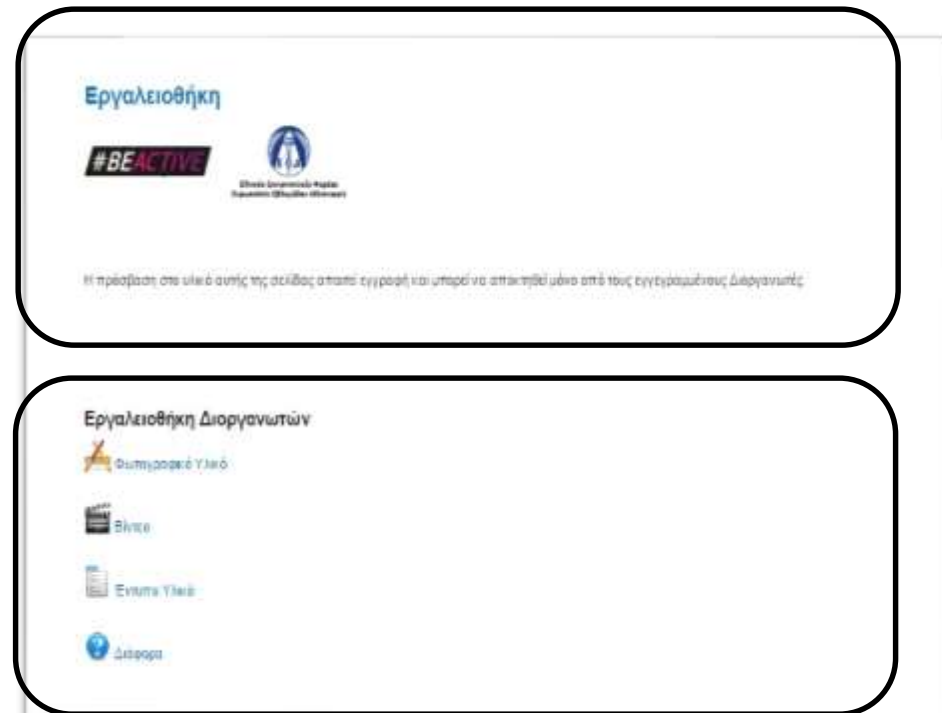 Εργαλειοθήκη
#BEACTIVE
Η πρόσβαση στο υλικό αυτής της σελίδας απαιτεί εγγραφή και μπορεί να αποκτηθεί μόνο από τους εγγεγραμμένους Διοργανωτές
Εργαλειοθήκη Διοργανωτών
Φωτογραφικό Υλικό
Βίντεο
Έντυπο Υλικό
Διάφορα